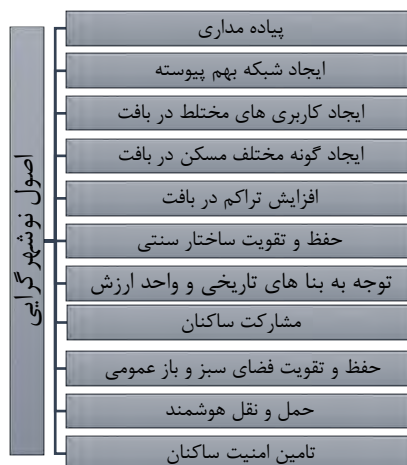 اصول نوشهرگرایی
پیاده مداری
ایجاد شبکه بهم پیوسته
ایجاد کاربری های مختلط در بافت
ایجاد گونه مختلف مسکن در بافت
افزایش تراکم در بافت
حفظ و تقویت ساختار سنتی
توجه به بنا های تاریخی و واحد ارزش
مشارکت ساکنان
حفظ و تقویت فضای سبز و باز عمومی
حمل و نقل هوشمند
تامین امنیت ساکنان